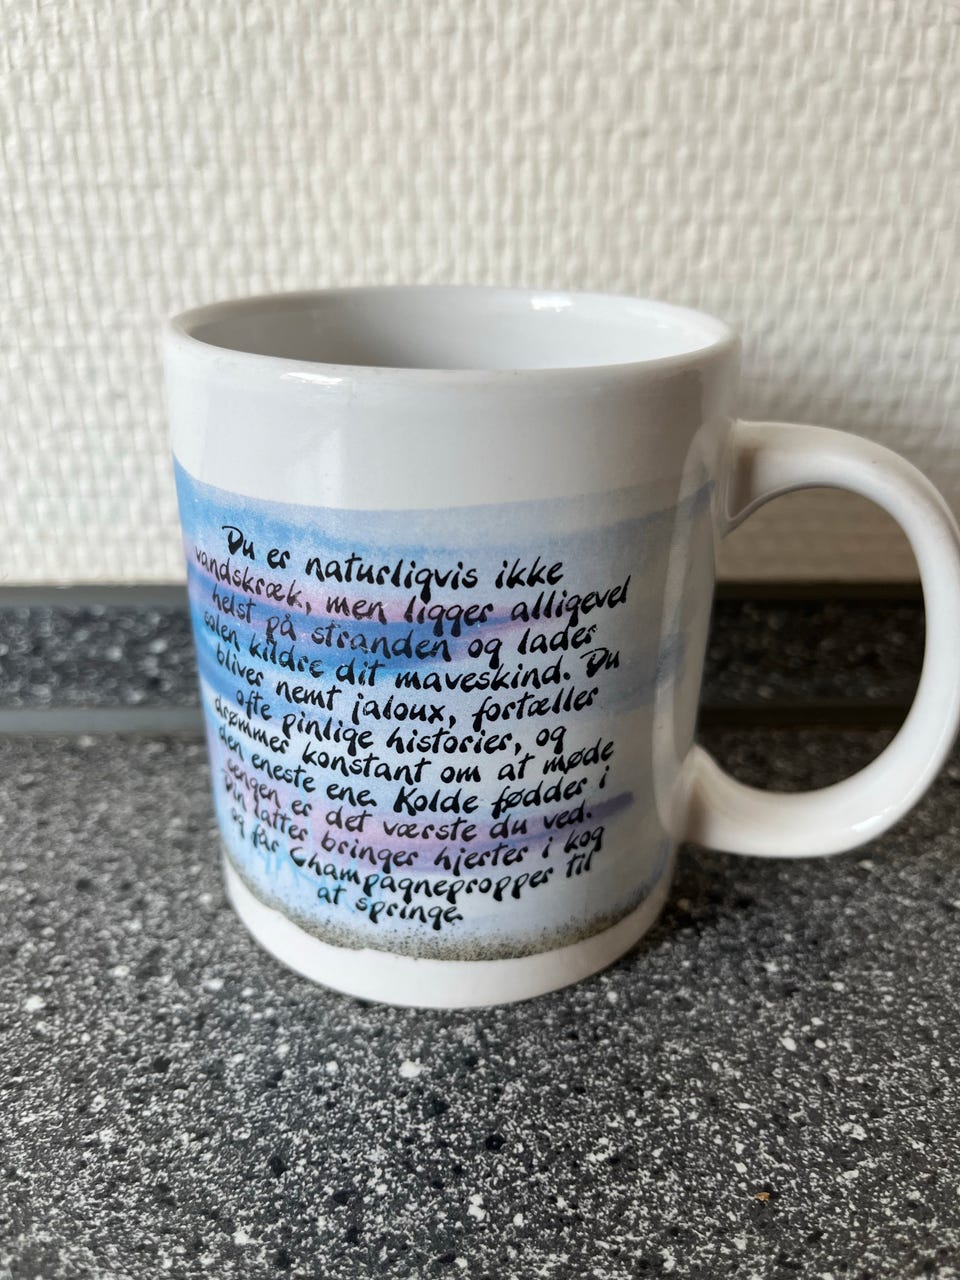 Du er naturligvis ikke
vandskræk, men ligger alligevel
helst på stranden og lader
solen kildre dit maveskind. Du
bliver nemt jaloux, fortæller
ofte pinlige historier, og
drømmer konstant om at møde
den eneste ene. Kolde fødder i
sengen er det værste du ved.
Din latter bringer hjerter i kog
og får Champagnepropper til
at springe.